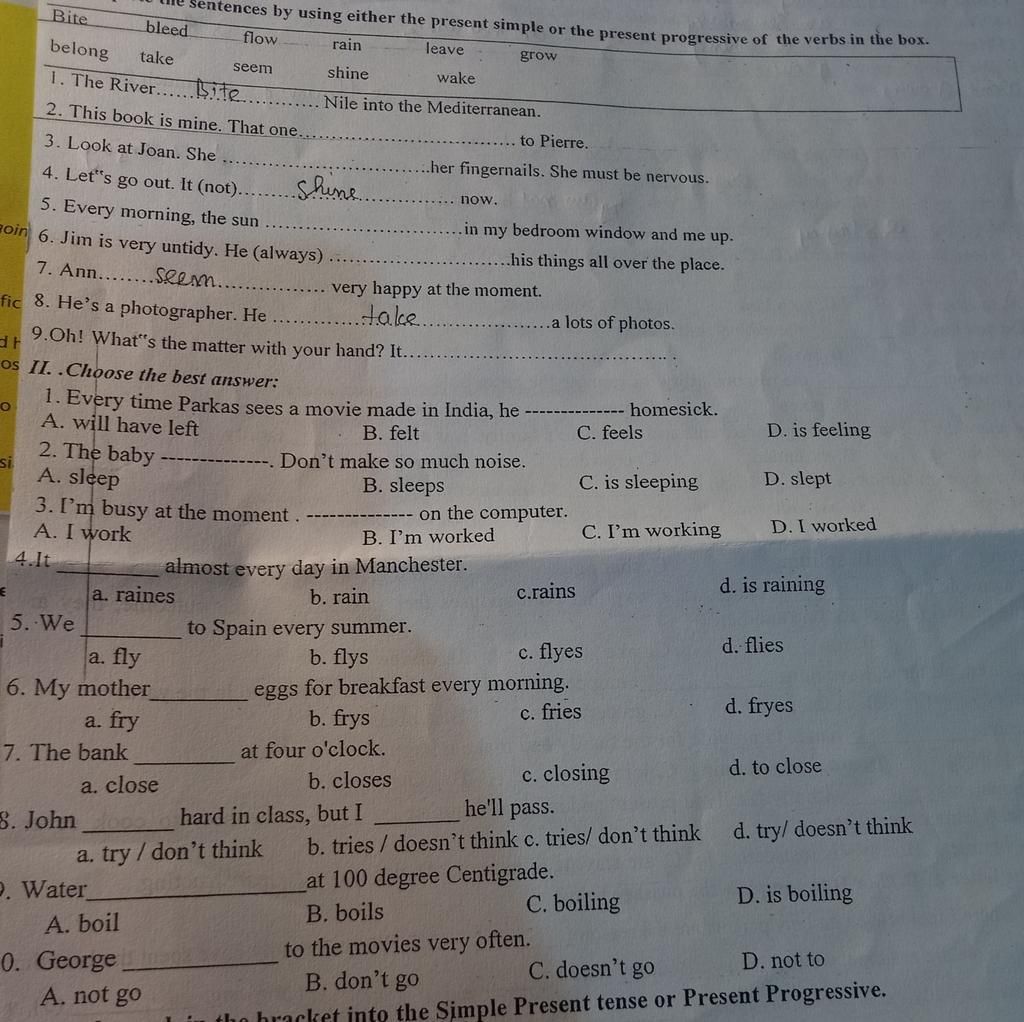 the sentences by using either the present simple or the present progressive of the verbs in the box.
Bite bleed flow rain leave grow
belong take seem shine wake
1. The River......Bite............... Nile into the Mediterranean.
2. This book is mine. That one...................................... to Pierre.
3. Look at Joan. She ....................................her fingernails. She must be nervous.
4. Let"s go out. It (not)..........shine................ now.
5. Every morning, the sun ...................................in my bedroom window and me up.
6. Jim is very untidy. He (always) ................................his things all over the place.
7. Ann........seem................... very happy at the moment.
8. He's a photographer. He ...............take......................a lots of photos.
9.Oh! What"s the matter with your hand? It................................................ .
II. .Choose the best answer:
1. Every time Parkas sees a movie made in India, he -------------- homesick.
A. will have left B. felt C. feels D. is feeling
2. The baby --------------. Don't make so much noise.
A. sleep B. sleeps C. is sleeping D. slept
3. I'm busy at the moment . -------------- on the computer.
A. I work B. I'm worked C. I'm working D. I worked
4.It __________ almost every day in Manchester.
a. raines b. rain c.rains d. is raining
5. We __________ to Spain every summer.
a. fly b. flys c. flyes d. flies
6. My mother__________ eggs for breakfast every morning.
a. fry b. frys c. fries d. fryes
7. The bank __________ at four o'clock.
a. close b. closes c. closing d. to close
8. John _________ hard in class, but I ________ he'll pass.
a. try / don't think b. tries / doesn't think c. tries/ don't think d. try/ doesn't think
9. Water______________________at 100 degree Centigrade.
A. boil B. boils C. boiling D. is boiling
0. George _______________ to the movies very often.
A. not go B. don't go C. doesn't go D. not to
in the bracket into the Simple Present tense or Present Progressive.